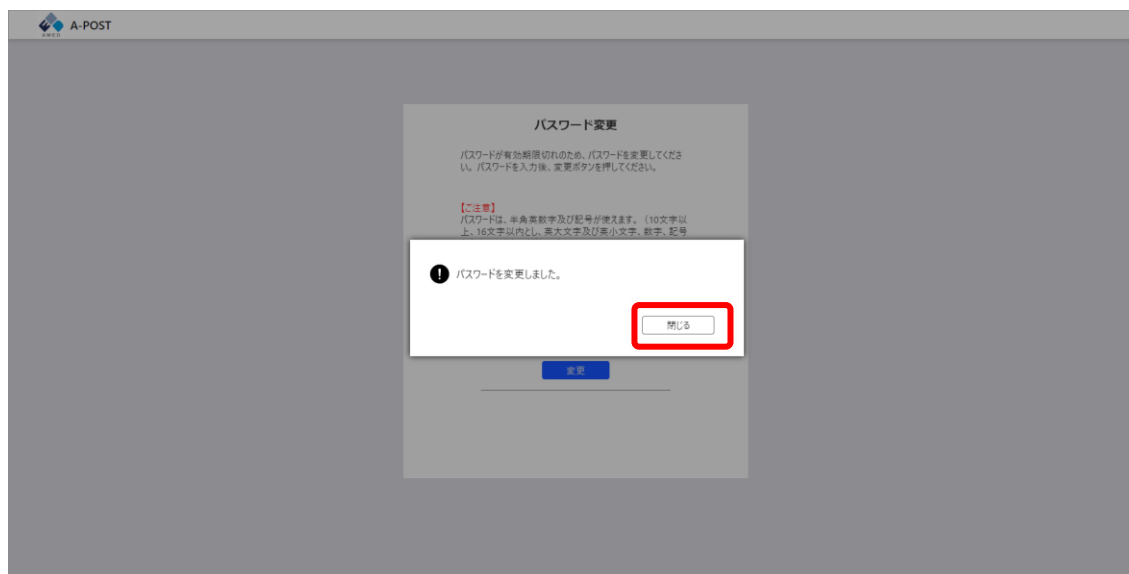 AMED
A-POST
パスワード変更
パスワードが有効期限切れのため、パスワードを変更してくださ
い。パスワードを入力後、変更ボタンを押してください。
【ご注意】
パスワードは、半角英数字及び記号が使えます。（10文字以
上、16文字以内とし、英大文字及び英小文字、数字、記号
パスワードを変更しました。
閉じる
変更